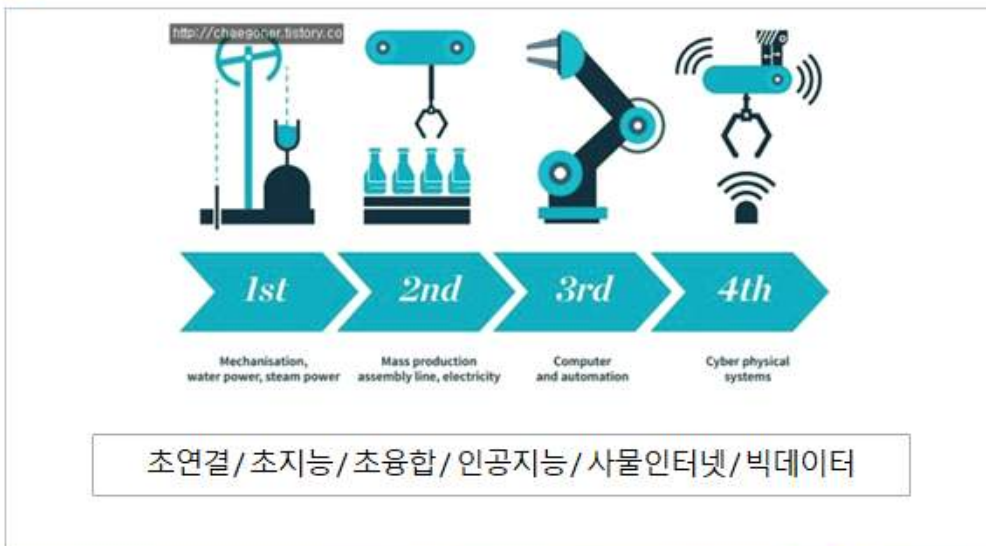 http://chaegoner.tistory.co
1st 2nd 3rd 4th
Mechanisation, Mass production Computer Cyber physical
water power, steam power assembly line, electricity and automation systems
초연결/초지능/초융합/인공지능/사물인터넷/빅데이터